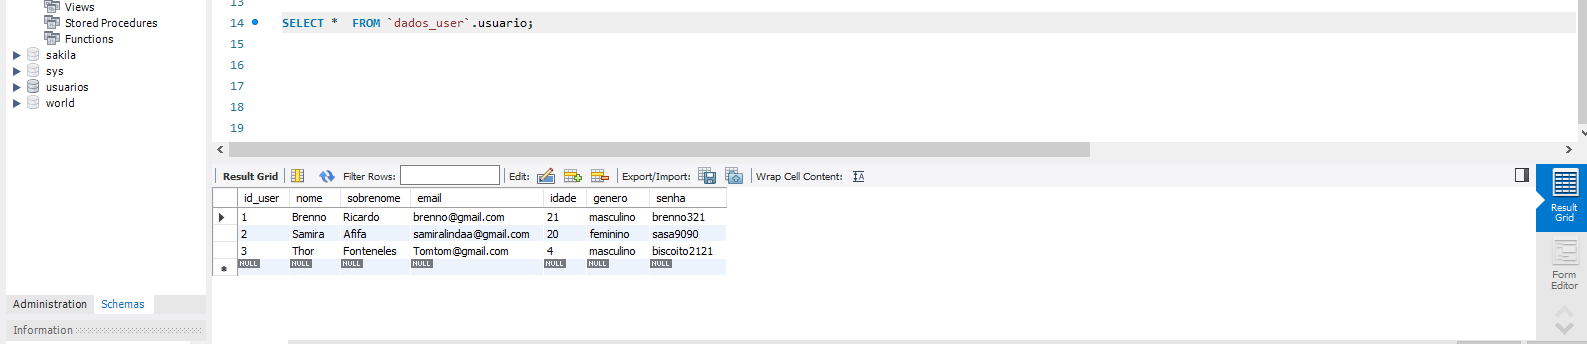 Views
Stored Procedures
Functions
sakila
sys
usuarios
world
Administration Schemas
Information
13
14 SELECT * FROM `dados_user`.usuario;
15
16
17
18
19
Result Grid Filter Rows: Edit: Export/Import: Wrap Cell Content:
id_user nome sobrenome email idade genero senha
1 Brenno Ricardo brenno@gmail.com 21 masculino brenno321
2 Samira Afifa samiralindaa@gmail.com 20 feminino sasa9090
3 Thor Fonteneles Tomtom@gmail.com 4 masculino biscoito2121
NULL NULL NULL NULL NULL NULL NULL
Result
Grid
Form
Editor